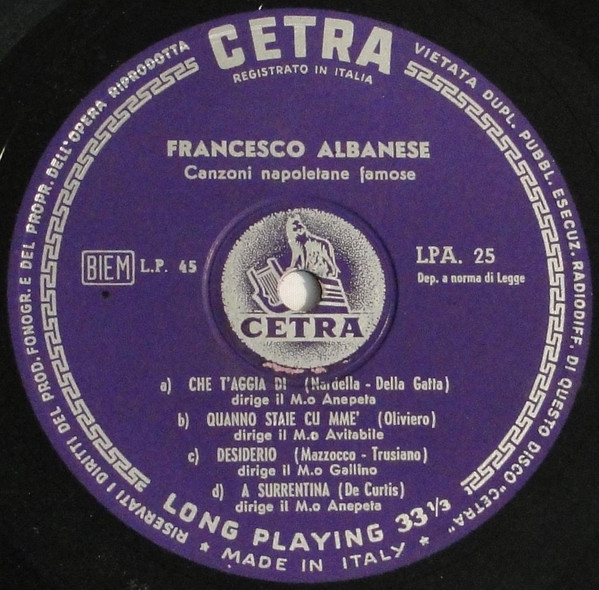 CETRA
REGISTRATO IN ITALIA
RISERVATI I DIRITTI DEL PROD. FONOGR. E DEL PROPR. DELL'OPERA RIPRODOTTA
VIETATA DUPL. PUBBL. ESECUZ. RADIODIFF. DI QUESTO DISCO "CETRA"
FRANCESCO ALBANESE
Canzoni napoletane famose
BIEM L.P. 45
LPA. 25
Dep. a norma di Legge
CETRA
a) CHE T'AGGIA DI (Nardella - Della Gatta)
dirige il M.o Anepeta
b) QUANNO STAIE CU MME' (Oliviero)
dirige il M.o Avitabile
c) DESIDERIO (Mazzocco - Trusiano)
dirige il M.o Gallino
d) A SURRENTINA (De Curtis)
dirige il M.o Anepeta
LONG PLAYING 33 1/3
★ MADE IN ITALY ★